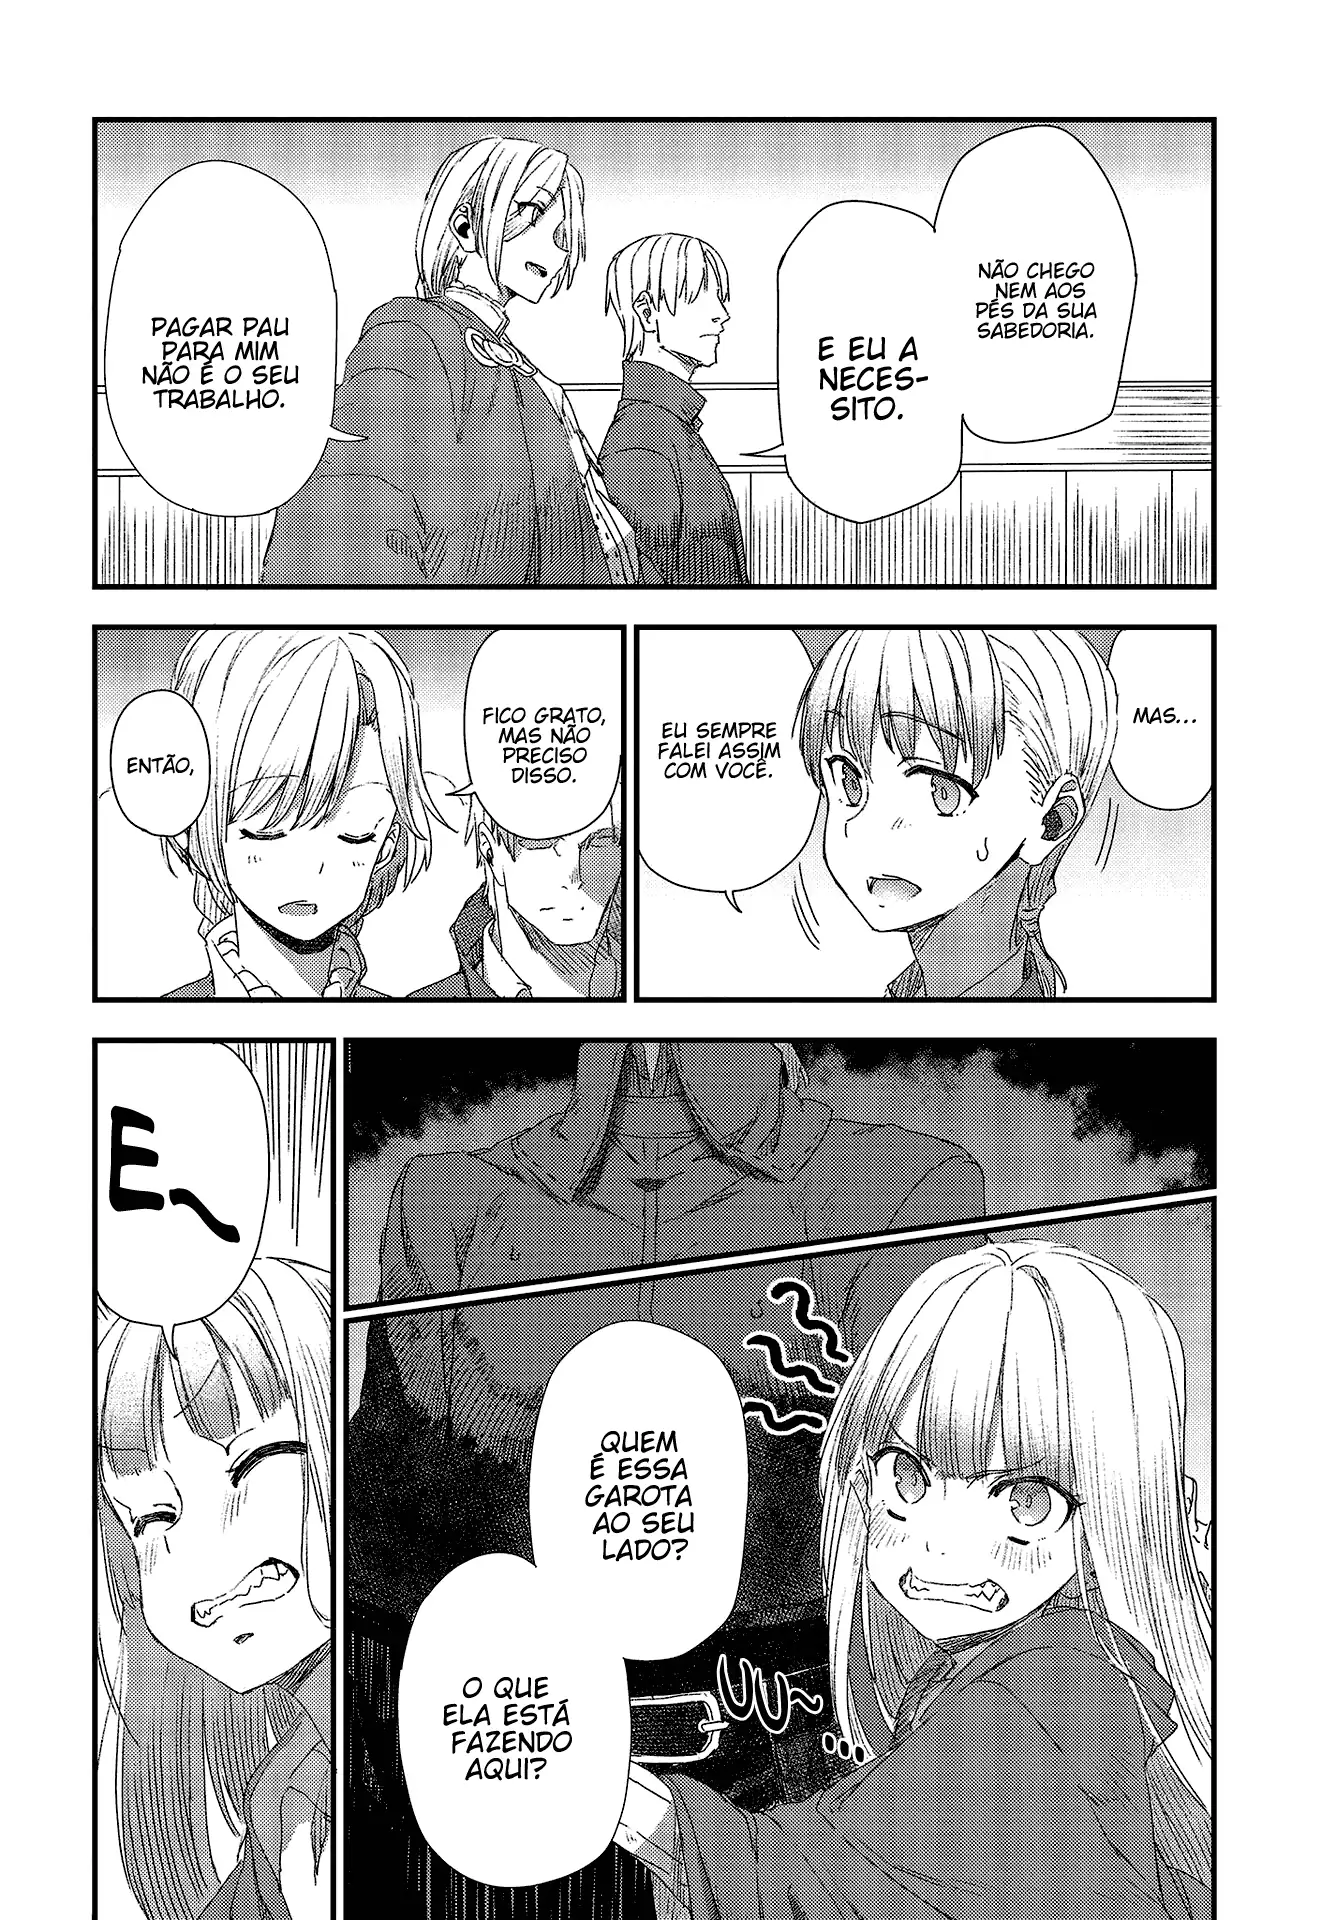 NÃO CHEGO
NEM AOS
PÉS DA SUA
SABEDORIA.
E EU A
NECES-
SITO.
PAGAR PAU
PARA MIM
NÃO É O SEU
TRABALHO.
MAS...
EU SEMPRE
FALEI ASSIM
COM VOCÊ.
FICO GRATO,
MAS NÃO
PRECISO
DISSO.
ENTÃO,
QUEM
É ESSA
GAROTA
AO SEU
LADO?
O QUE
ELA ESTÁ
FAZENDO
AQUI?
UU~
...
E~